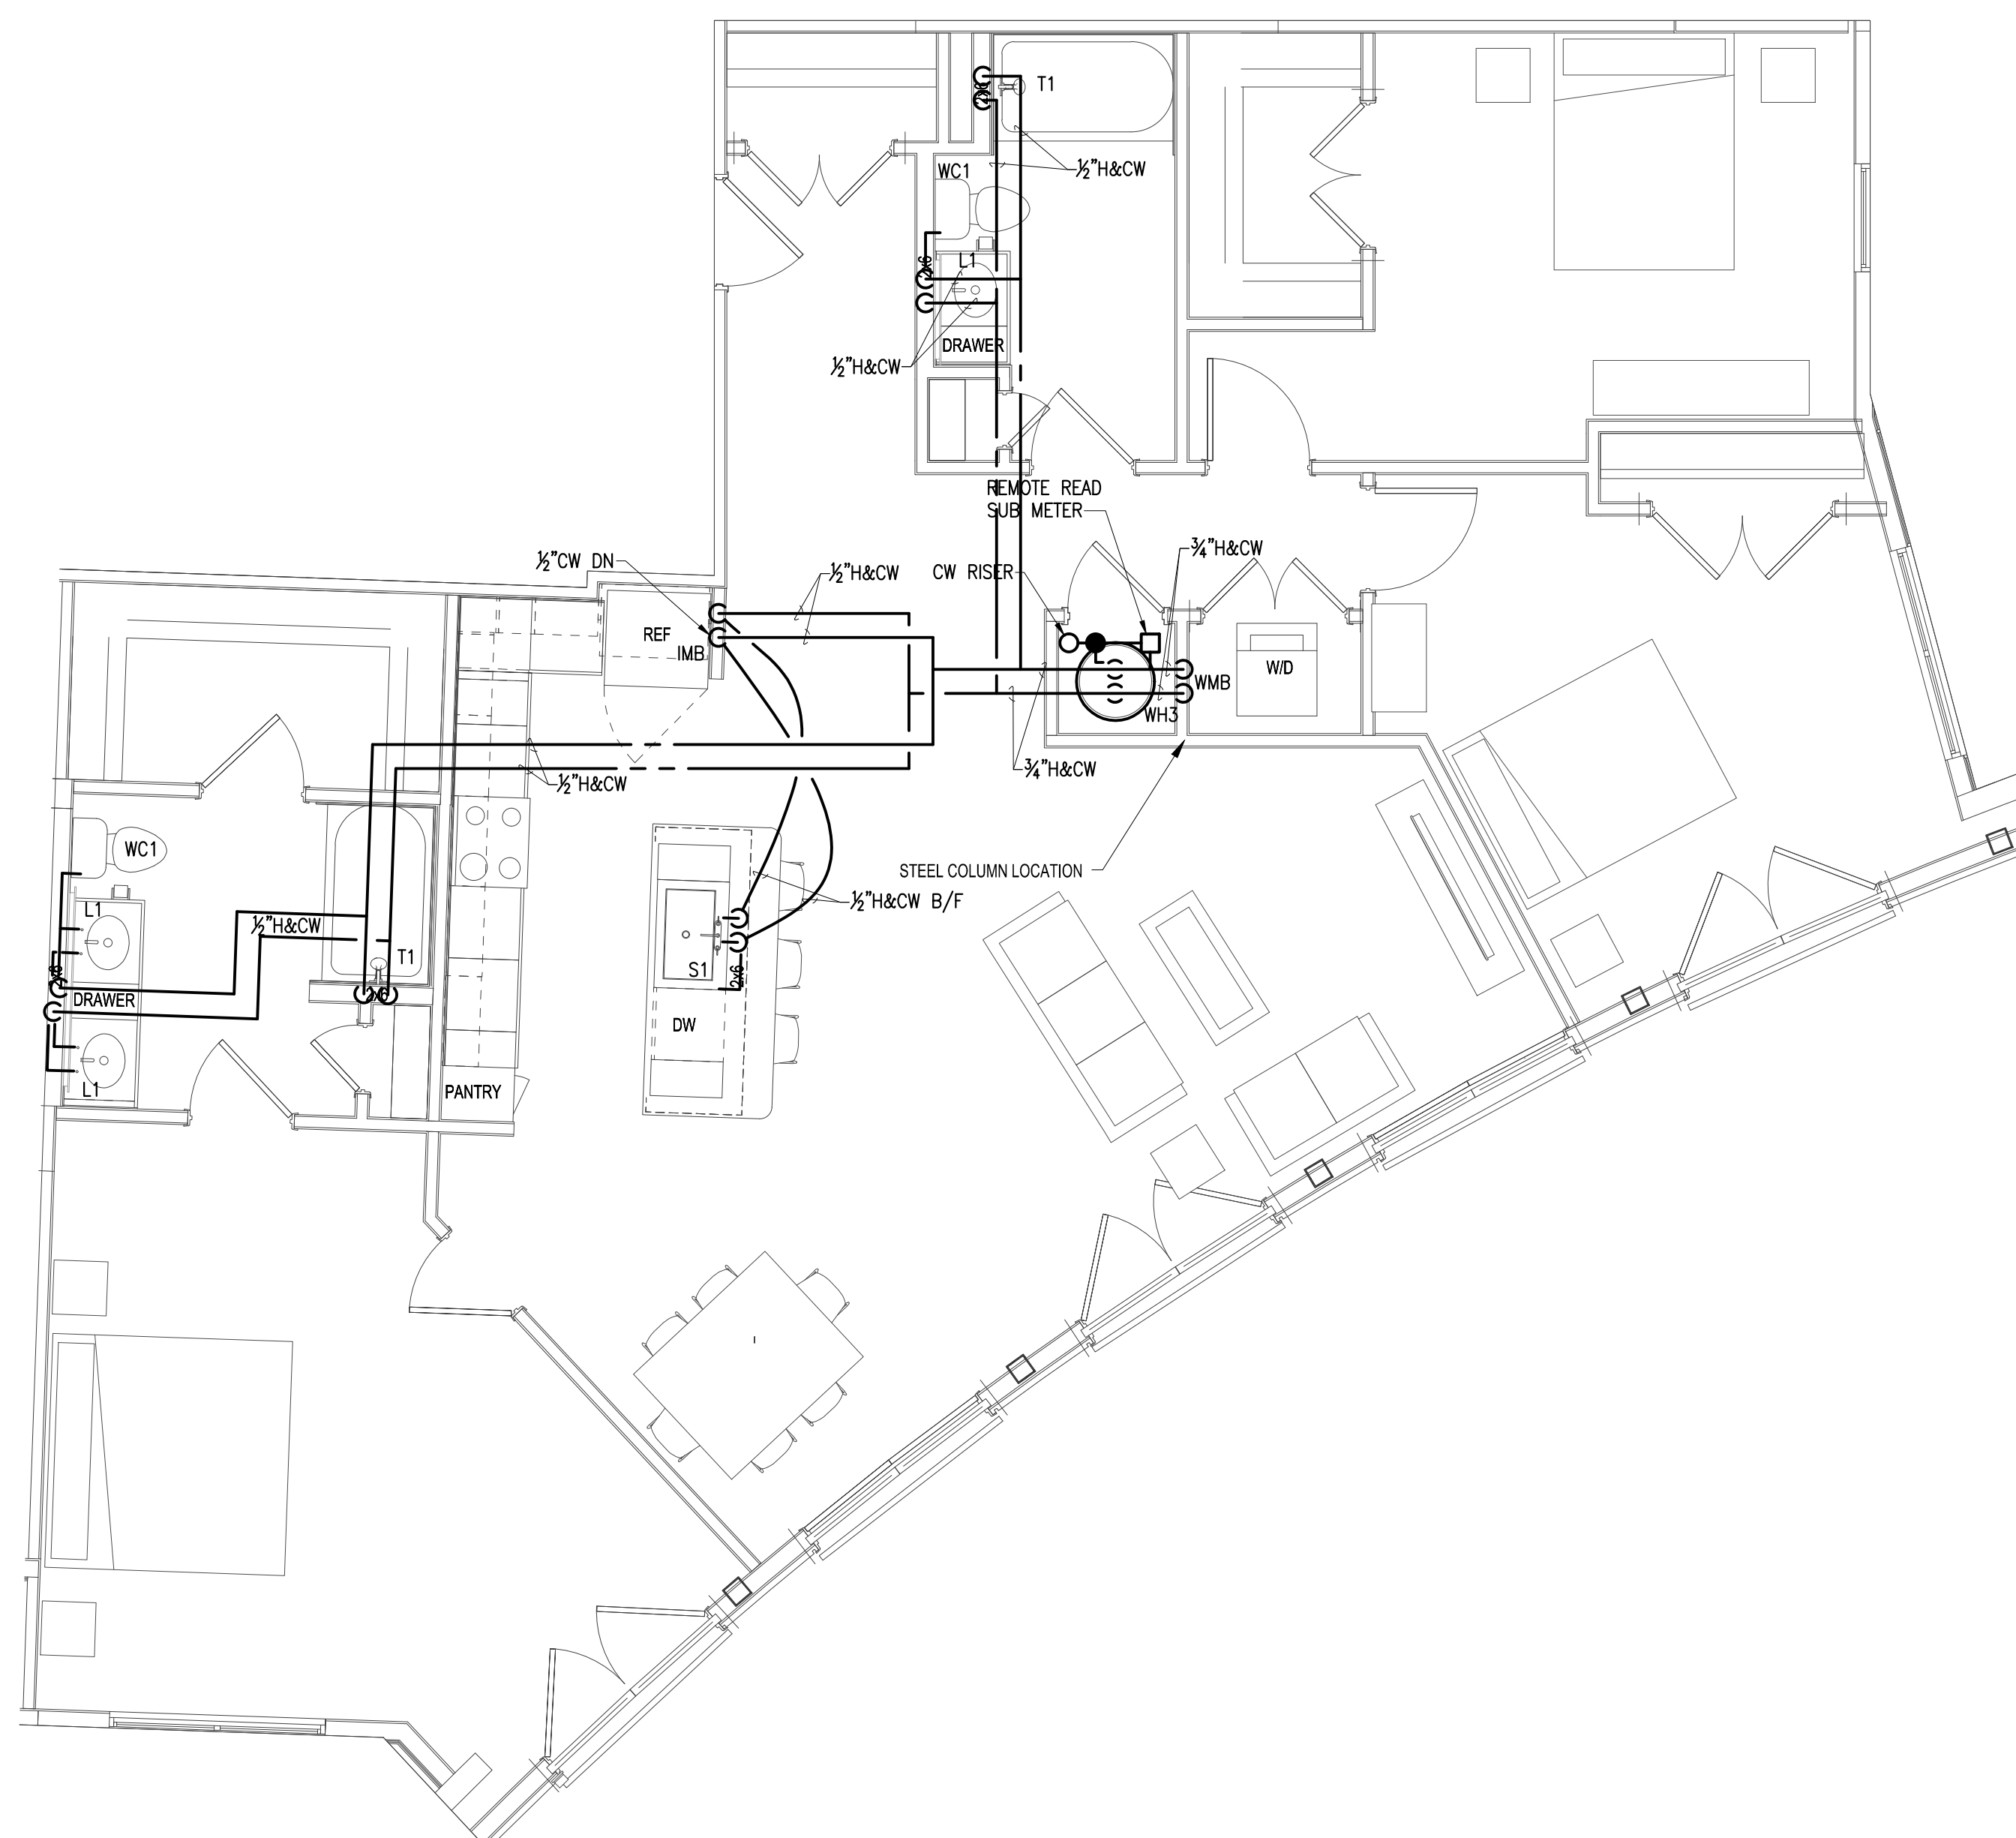 T1
WC1
½"H&CW
2x6
2x6
L1
DRAWER
½"H&CW
REMOTE READ
SUB METER
½"CW DN
½"H&CW
CW RISER
¾"H&CW
REF
IMB
W/D
WMB
WH3
½"H&CW
¾"H&CW
WC1
STEEL COLUMN LOCATION
½"H&CW B/F
L1
½"H&CW
T1
S1
2x6
2x6
2x6
DRAWER
DW
L1
PANTRY